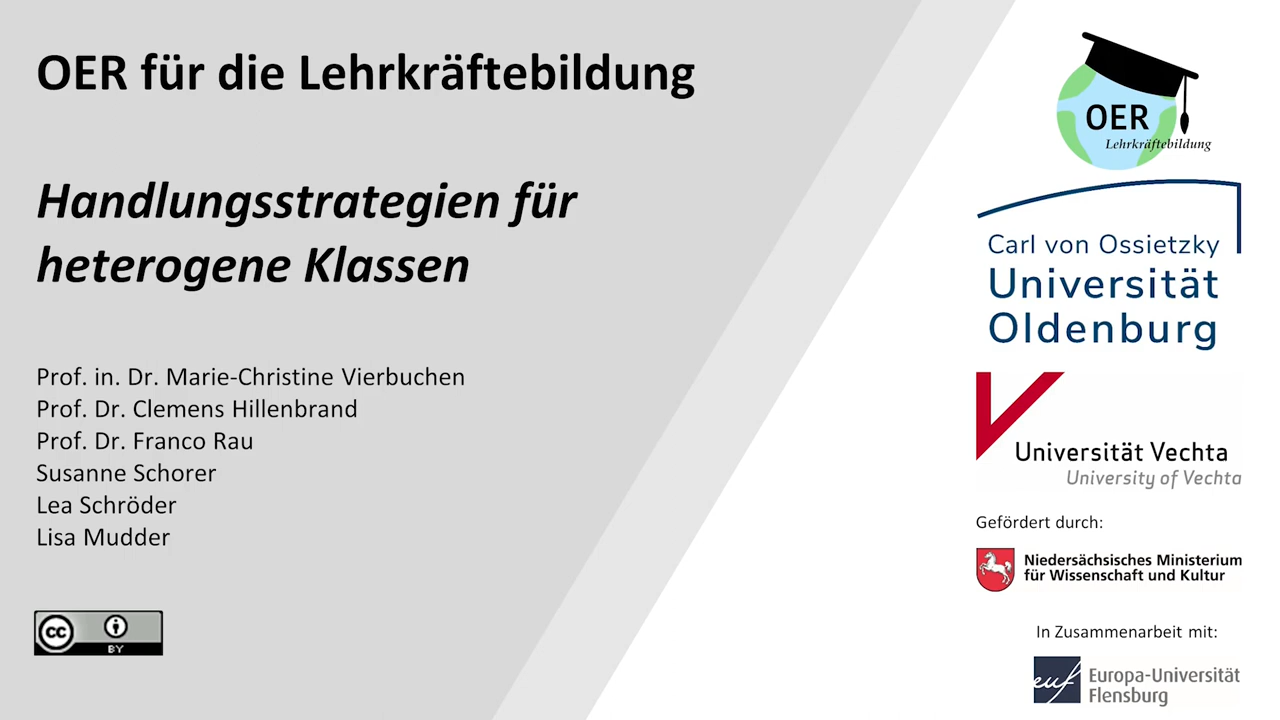 OER für die Lehrkräftebildung
Handlungsstrategien für
heterogene Klassen
Prof. in. Dr. Marie-Christine Vierbuchen
Prof. Dr. Clemens Hillenbrand
Prof. Dr. Franco Rau
Susanne Schorer
Lea Schröder
Lisa Mudder
cc
BY
OER
Lehrkräftebildung
Carl von Ossietzky
Universität
Oldenburg
Universität Vechta
University of Vechta
Gefördert durch:
Niedersächsisches Ministerium
für Wissenschaft und Kultur
In Zusammenarbeit mit:
euf
Europa-Universität
Flensburg